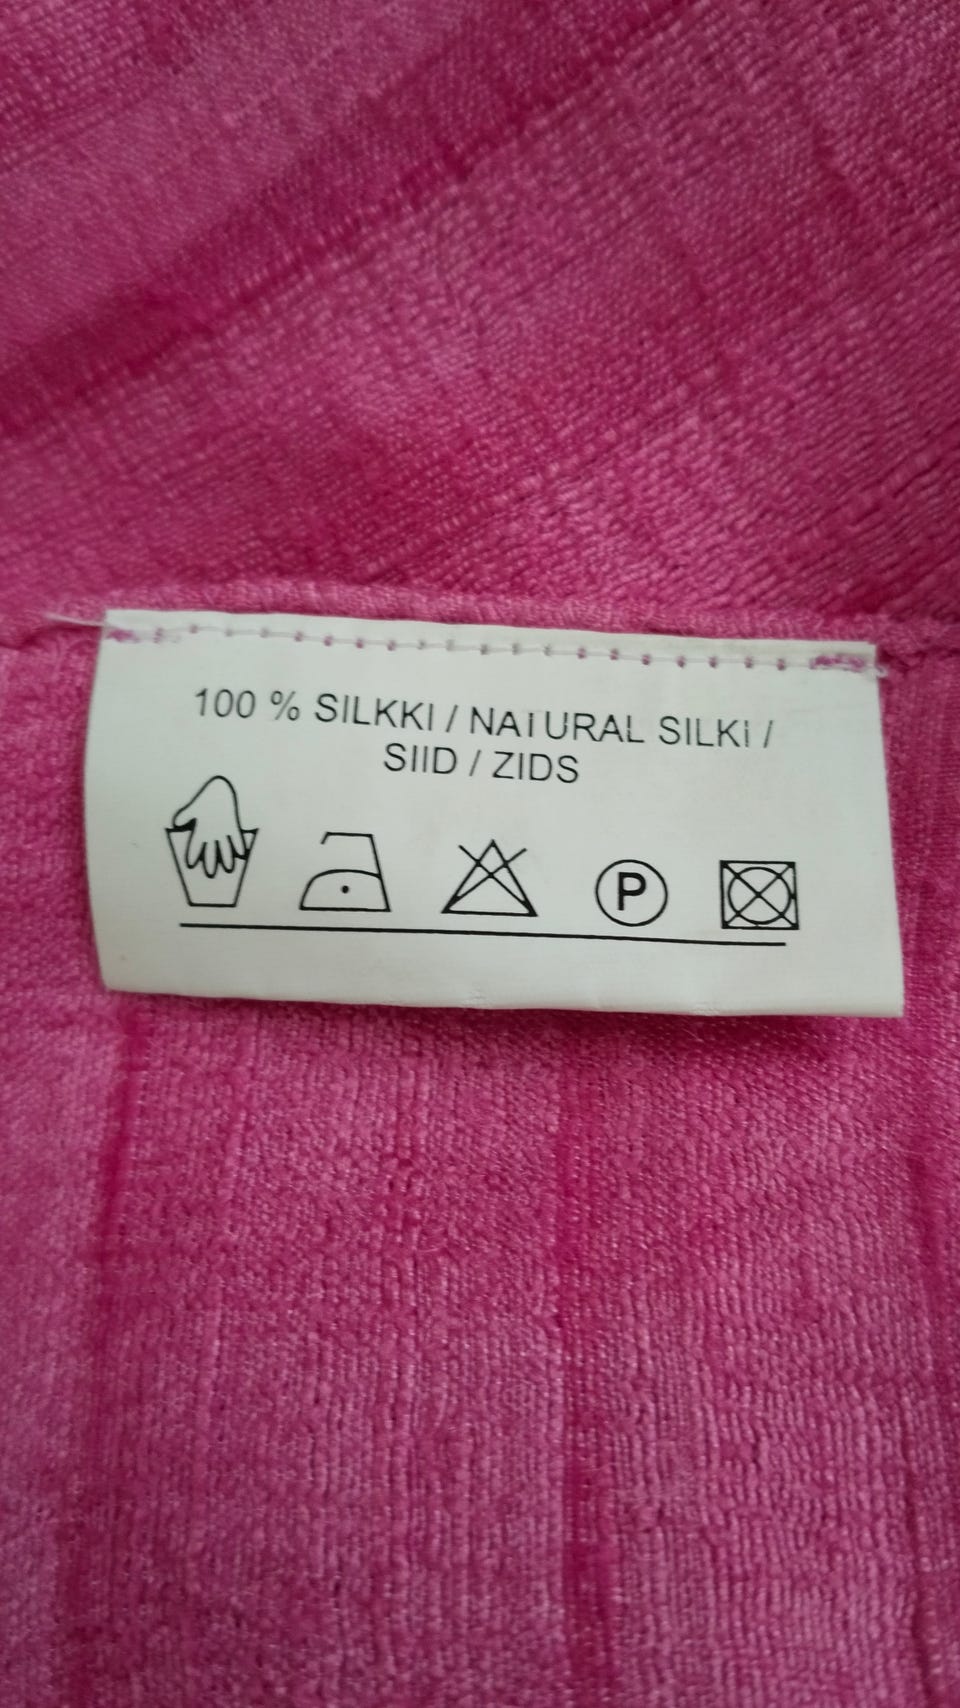 100 % SILKKI / NATURAL SILKI /
SIID / ZIDS
P